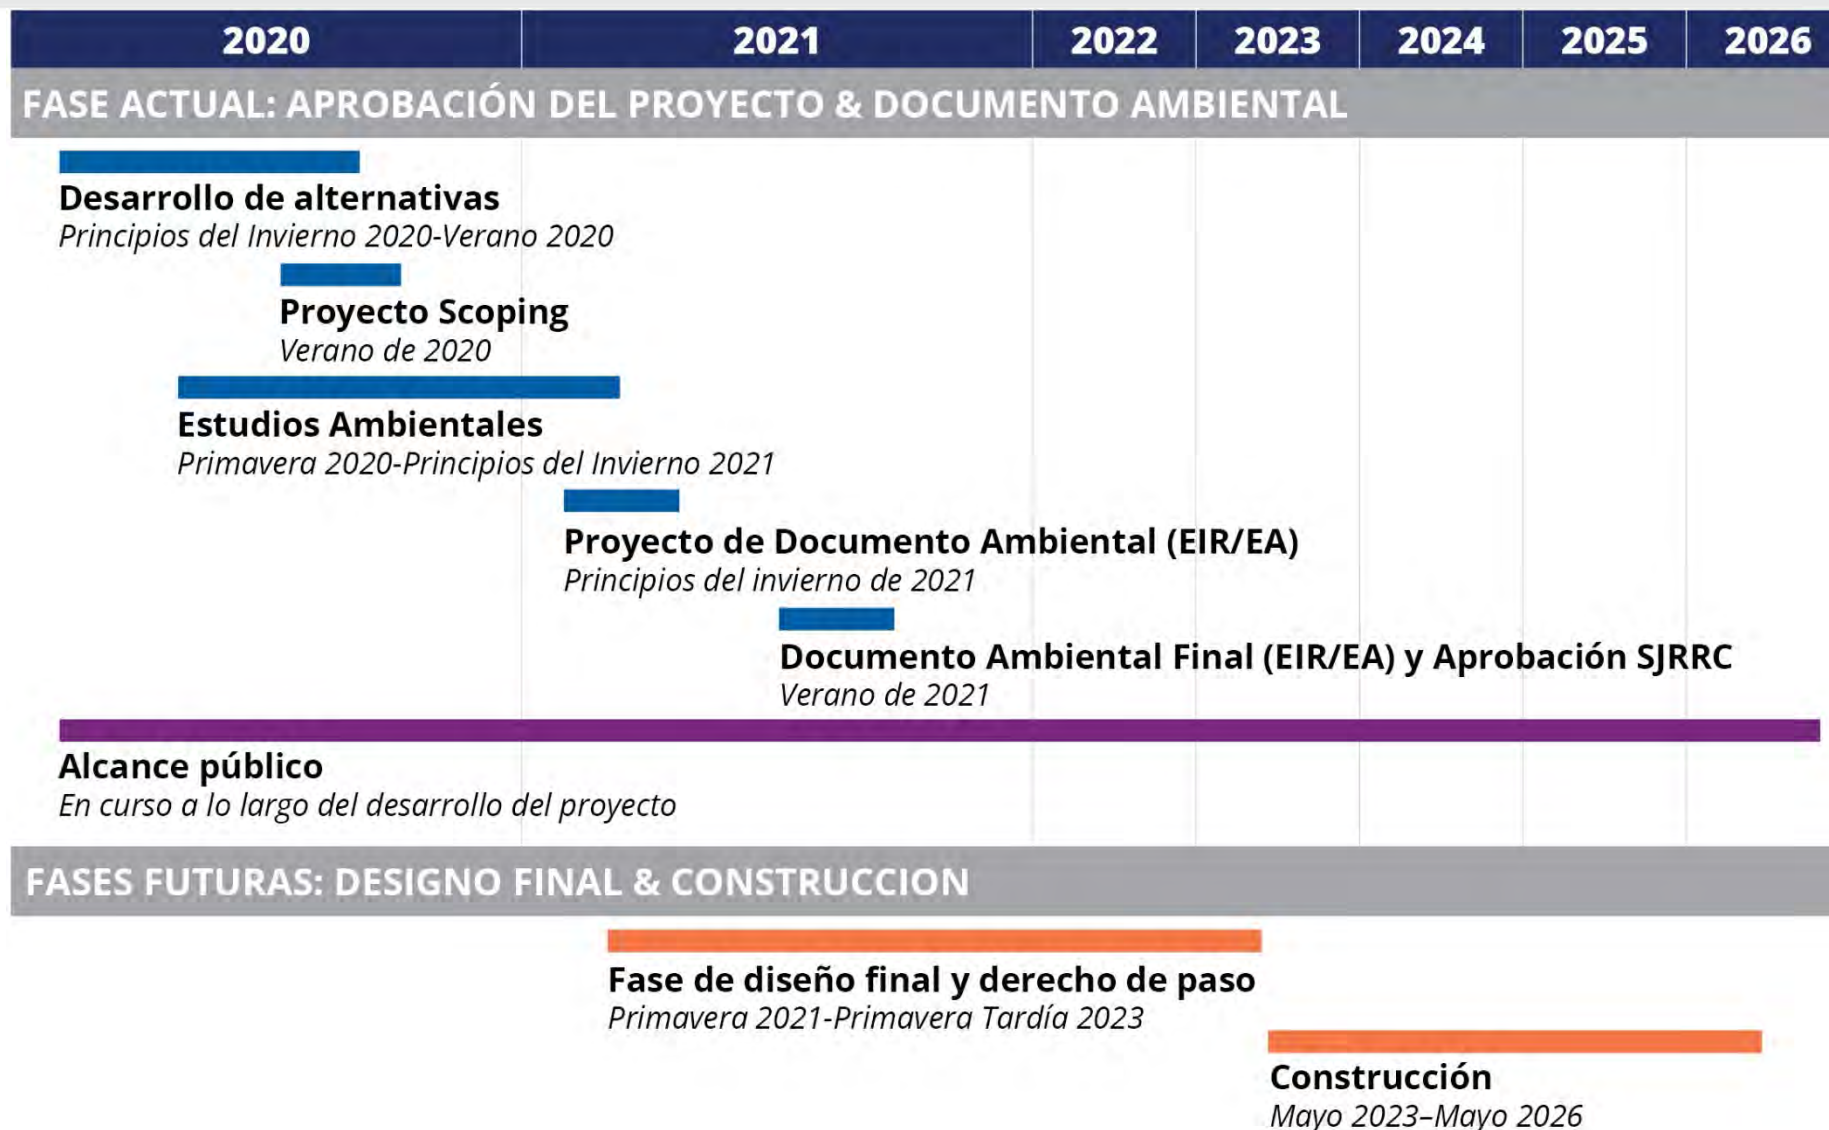 2020 2021 2022 2023 2024 2025 2026
FASE ACTUAL: APROBACIÓN DEL PROYECTO & DOCUMENTO AMBIENTAL
Desarrollo de alternativas
Principios del Invierno 2020-Verano 2020
Proyecto Scoping
Verano de 2020
Estudios Ambientales
Primavera 2020-Principios del Invierno 2021
Proyecto de Documento Ambiental (EIR/EA)
Principios del invierno de 2021
Documento Ambiental Final (EIR/EA) y Aprobación SJRRC
Verano de 2021
Alcance público
En curso a lo largo del desarrollo del proyecto
FASES FUTURAS: DESIGNO FINAL & CONSTRUCCION
Fase de diseño final y derecho de paso
Primavera 2021-Primavera Tardía 2023
Construcción
Mayo 2023–Mayo 2026